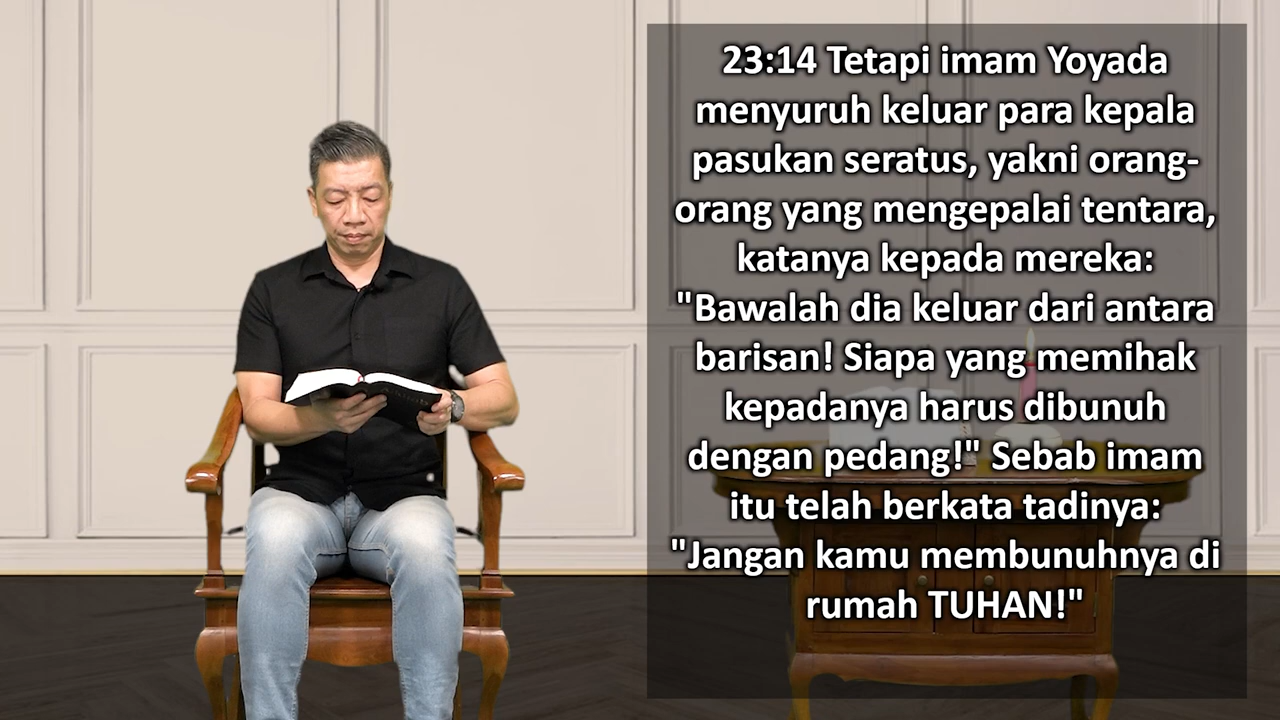 23:14 Tetapi imam Yoyada
menyuruh keluar para kepala
pasukan seratus, yakni orang-
orang yang mengepalai tentara,
katanya kepada mereka:
"Bawalah dia keluar dari antara
barisan! Siapa yang memihak
kepadanya harus dibunuh
dengan pedang!" Sebab imam
itu telah berkata tadinya:
"Jangan kamu membunuhnya di
rumah TUHAN!"